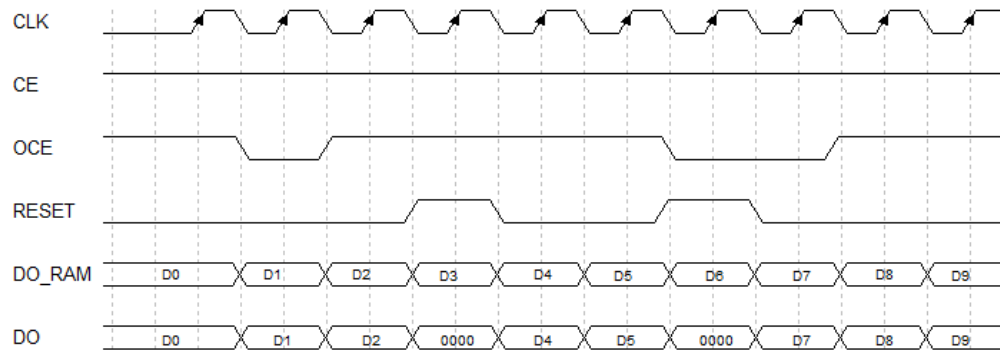 CLK
CE
OCE
RESET
DO_RAM D0 D1 D2 D3 D4 D5 D6 D7 D8 D9
DO D0 D1 D2 0000 D4 D5 0000 D7 D8 D9